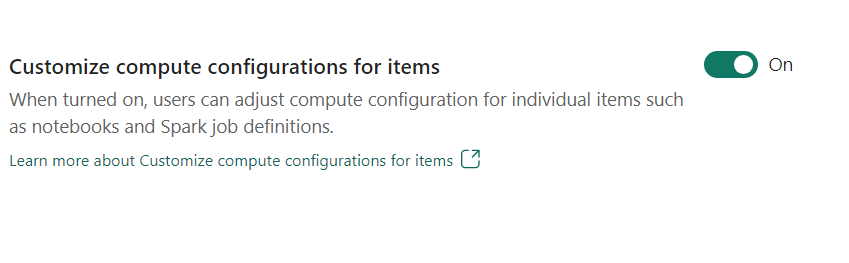 Customize compute configurations for items
On
When turned on, users can adjust compute configuration for individual items such
as notebooks and Spark job definitions.
Learn more about Customize compute configurations for items